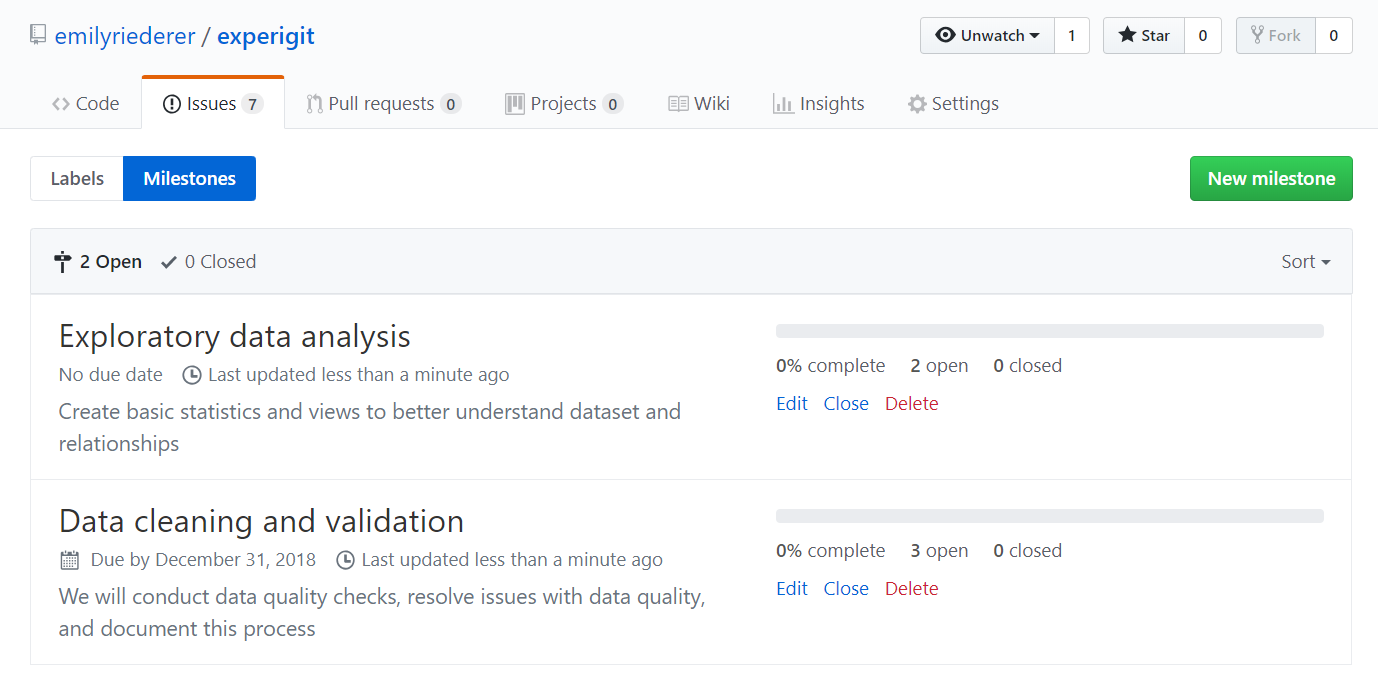 emilyriederer / experigit
Unwatch 1 Star 0 Fork 0
Code Issues 7 Pull requests 0 Projects 0 Wiki Insights Settings
Labels Milestones New milestone
2 Open 0 Closed Sort
Exploratory data analysis
No due date Last updated less than a minute ago
Create basic statistics and views to better understand dataset and
relationships
0% complete 2 open 0 closed
Edit Close Delete
Data cleaning and validation
Due by December 31, 2018 Last updated less than a minute ago
We will conduct data quality checks, resolve issues with data quality,
and document this process
0% complete 3 open 0 closed
Edit Close Delete